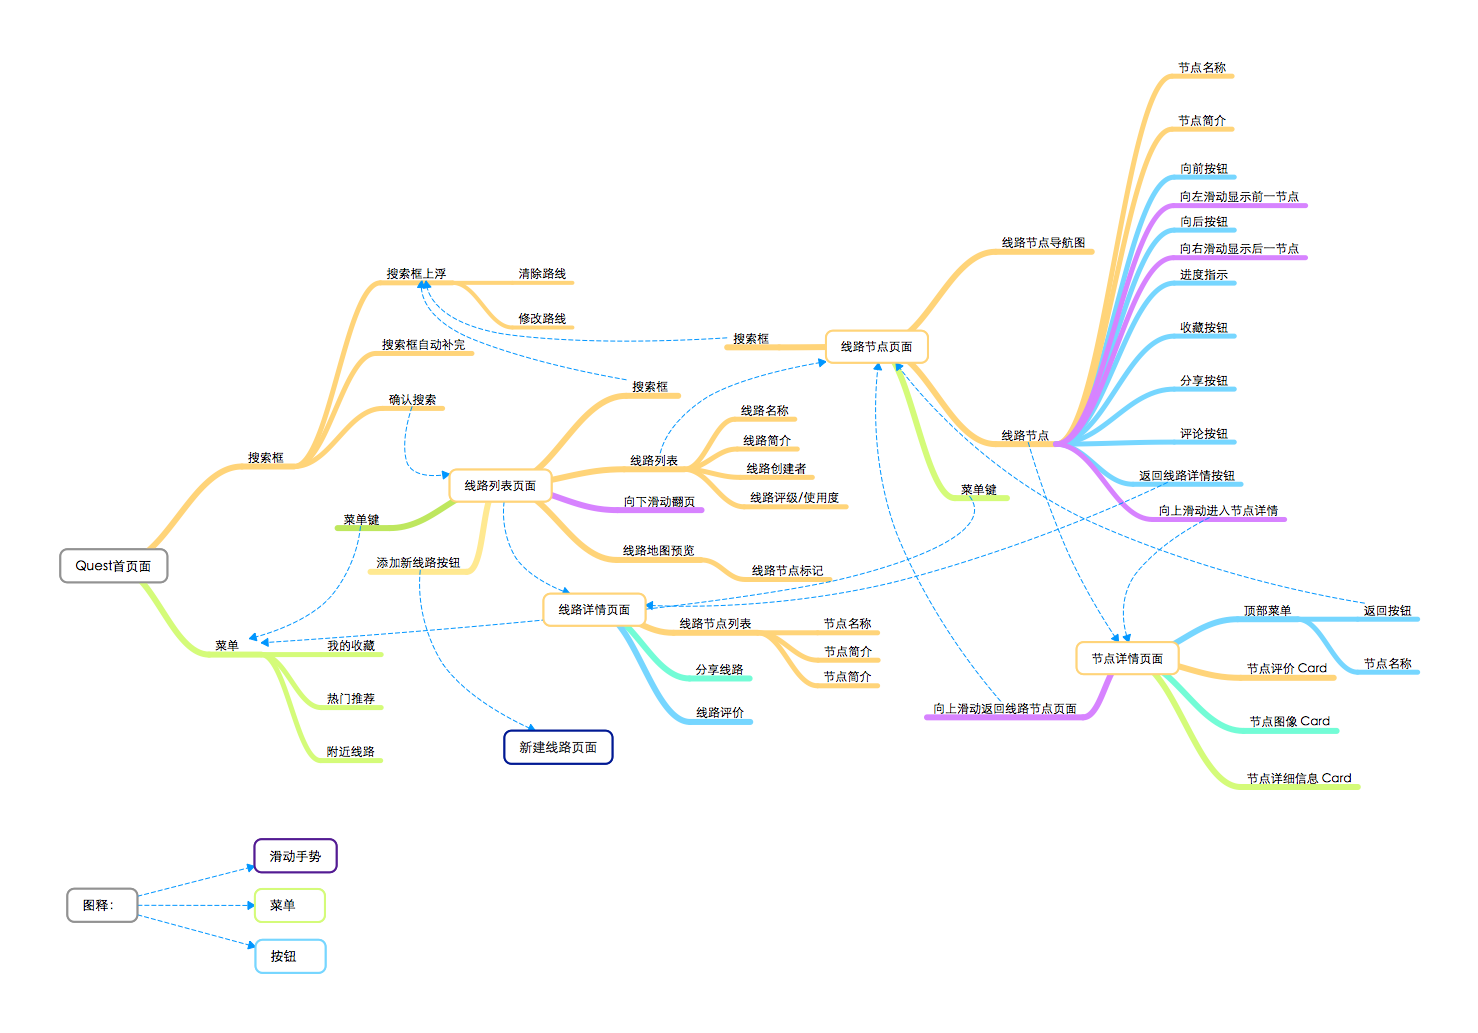 Quest首页面
搜索框
搜索框上浮
清除路线
修改路线
搜索框自动补完
确认搜索
菜单
我的收藏
热门推荐
附近线路
线路列表页面
搜索框
线路列表
线路名称
线路简介
线路创建者
线路评级/使用度
向下滑动翻页
线路地图预览
线路节点标记
菜单键
添加新线路按钮
新建线路页面
线路详情页面
线路节点列表
节点名称
节点简介
节点简介
分享线路
线路评价
线路节点页面
搜索框
线路节点导航图
线路节点
节点名称
节点简介
向前按钮
向左滑动显示前一节点
向后按钮
向右滑动显示后一节点
进度指示
收藏按钮
分享按钮
评论按钮
返回线路详情按钮
向上滑动进入节点详情
菜单键
节点详情页面
顶部菜单
返回按钮
节点名称
节点评价 Card
节点图像 Card
节点详细信息 Card
向上滑动返回线路节点页面
图释：
滑动手势
菜单
按钮